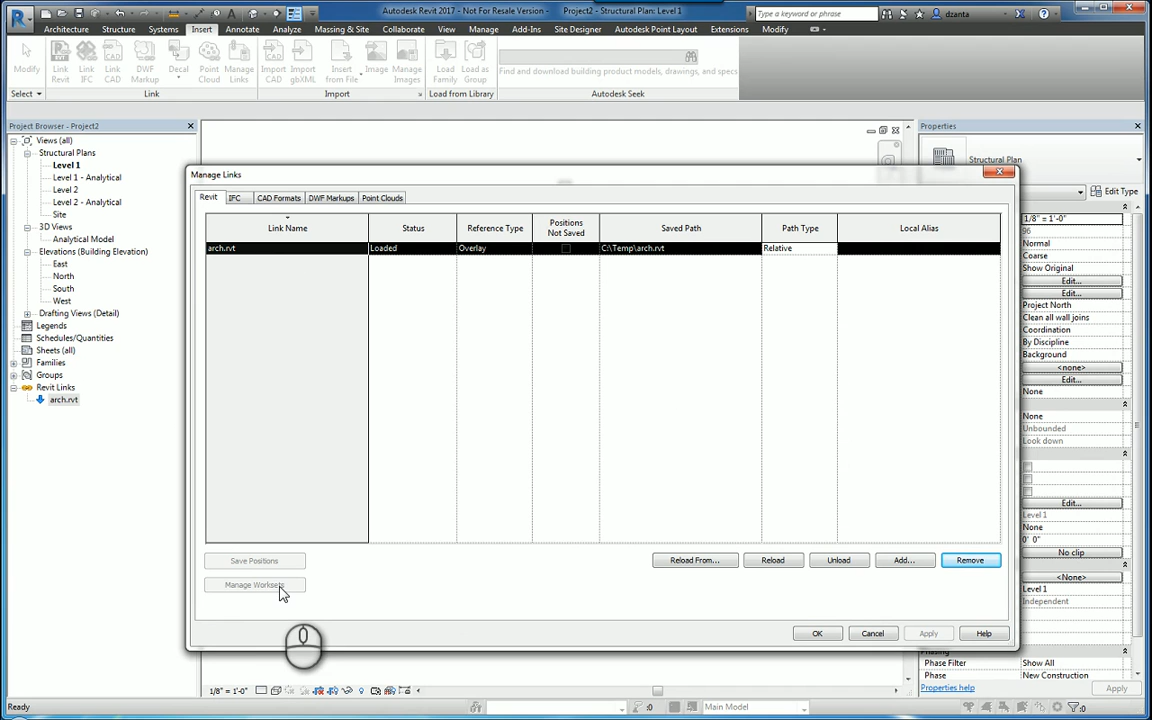 Autodesk Revit 2017 - Not For Resale Version - Project2 - Structural Plan: Level 1
Type a keyword or phrase
dzanta
Architecture Structure Systems Insert Annotate Analyze Massing & Site Collaborate View Manage Add-Ins Site Designer Autodesk Point Layout Extensions Modify
Modify
Link Revit
Link IFC
Link CAD
DWF Markup
Decal
Point Cloud
Manage Links
Import CAD
Import gbXML
Insert from File
Image
Manage Images
Load Family
Load as Group
Find and download building product models, drawings, and specs
Select
Link
Import
Load from Library
Autodesk Seek
Project Browser - Project2
Views (all)
Structural Plans
Level 1
Level 1 - Analytical
Level 2
Level 2 - Analytical
Site
3D Views
Analytical Model
Elevations (Building Elevation)
East
North
South
West
Drafting Views (Detail)
Legends
Schedules/Quantities
Sheets (all)
Families
Groups
Revit Links
arch.rvt
Manage Links
Revit IFC CAD Formats DWF Markups Point Clouds
Link Name Status Reference Type Positions Not Saved Saved Path Path Type Local Alias
arch.rvt Loaded Overlay C:\Temp\arch.rvt Relative
Save Positions
Manage Worksets
Reload From... Reload Unload Add... Remove
OK Cancel Apply Help
Properties
Structural Plan
Edit Type
1/8" = 1'-0"
96
Normal
Coarse
Show Original
Edit...
Edit...
Project North
Clean all wall joins
Coordination
By Discipline
Background
<none>
Edit...
None
None
Unbounded
Look down
Edit...
Level 1
None
0' 0"
No clip
<None>
Level 1
Independent
Phasing
Phase Filter Show All
Phase New Construction
Properties help
Apply
1/8" = 1'-0"
Ready
:0
Main Model
:0